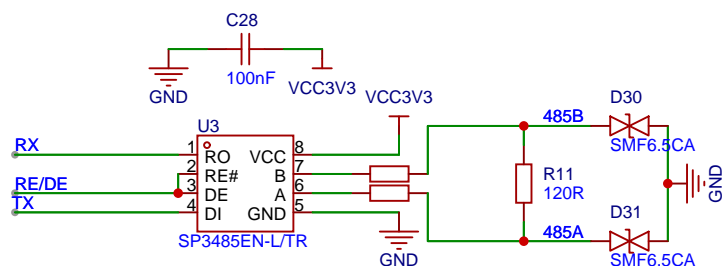 C28
100nF
GND
VCC3V3
VCC3V3
D30
485B
SMF6.5CA
U3
RX
1
RO
VCC
8
2
RE#
B
7
RE/DE
3
DE
A
6
TX
4
DI
GND
5
SP3485EN-L/TR
GND
R11
120R
GND
D31
485A
SMF6.5CA